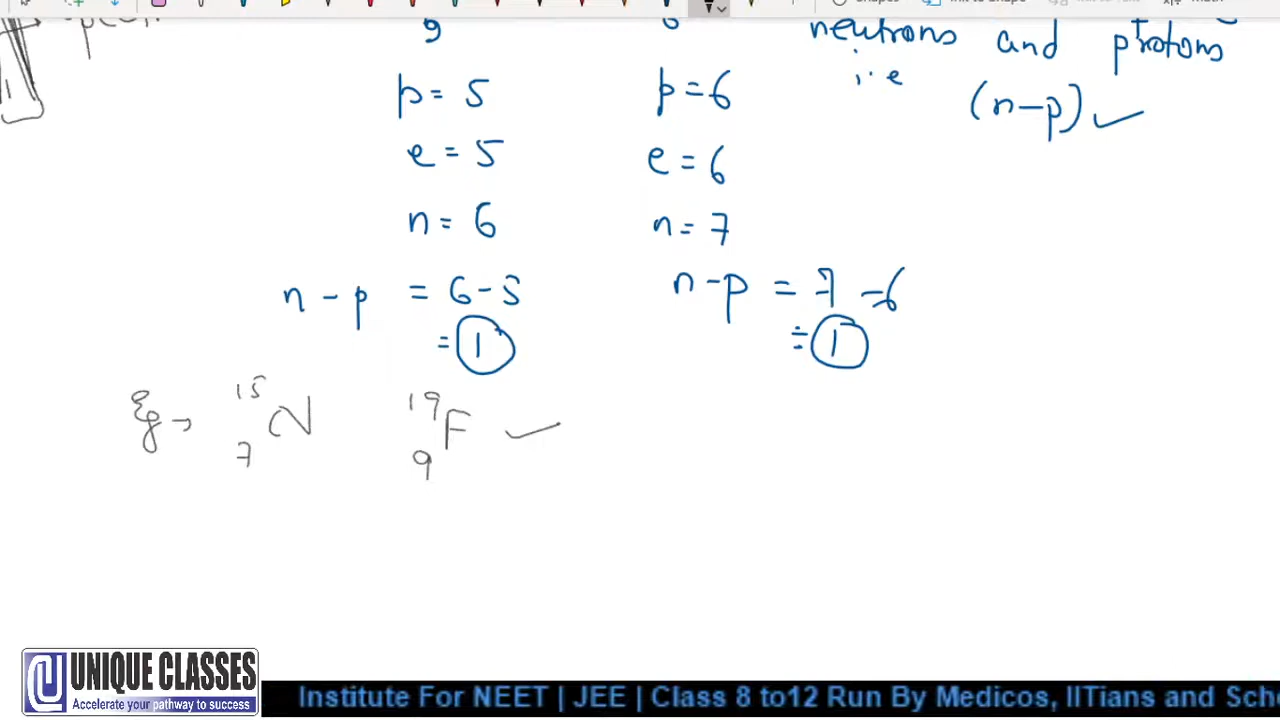 neutrons and protons
i.e
(n-p) ✓
9
p = 5
e = 5
n = 6
n - p = 6 - 5
= 1
6
p = 6
e = 6
n = 7
n - p = 7 - 6
= 1
Eg → 15 7 N 19 9 F ✓
UNIQUE CLASSES
Accelerate your pathway to success
Institute For NEET | JEE | Class 8 to12 Run By Medicos, IITians and Sch